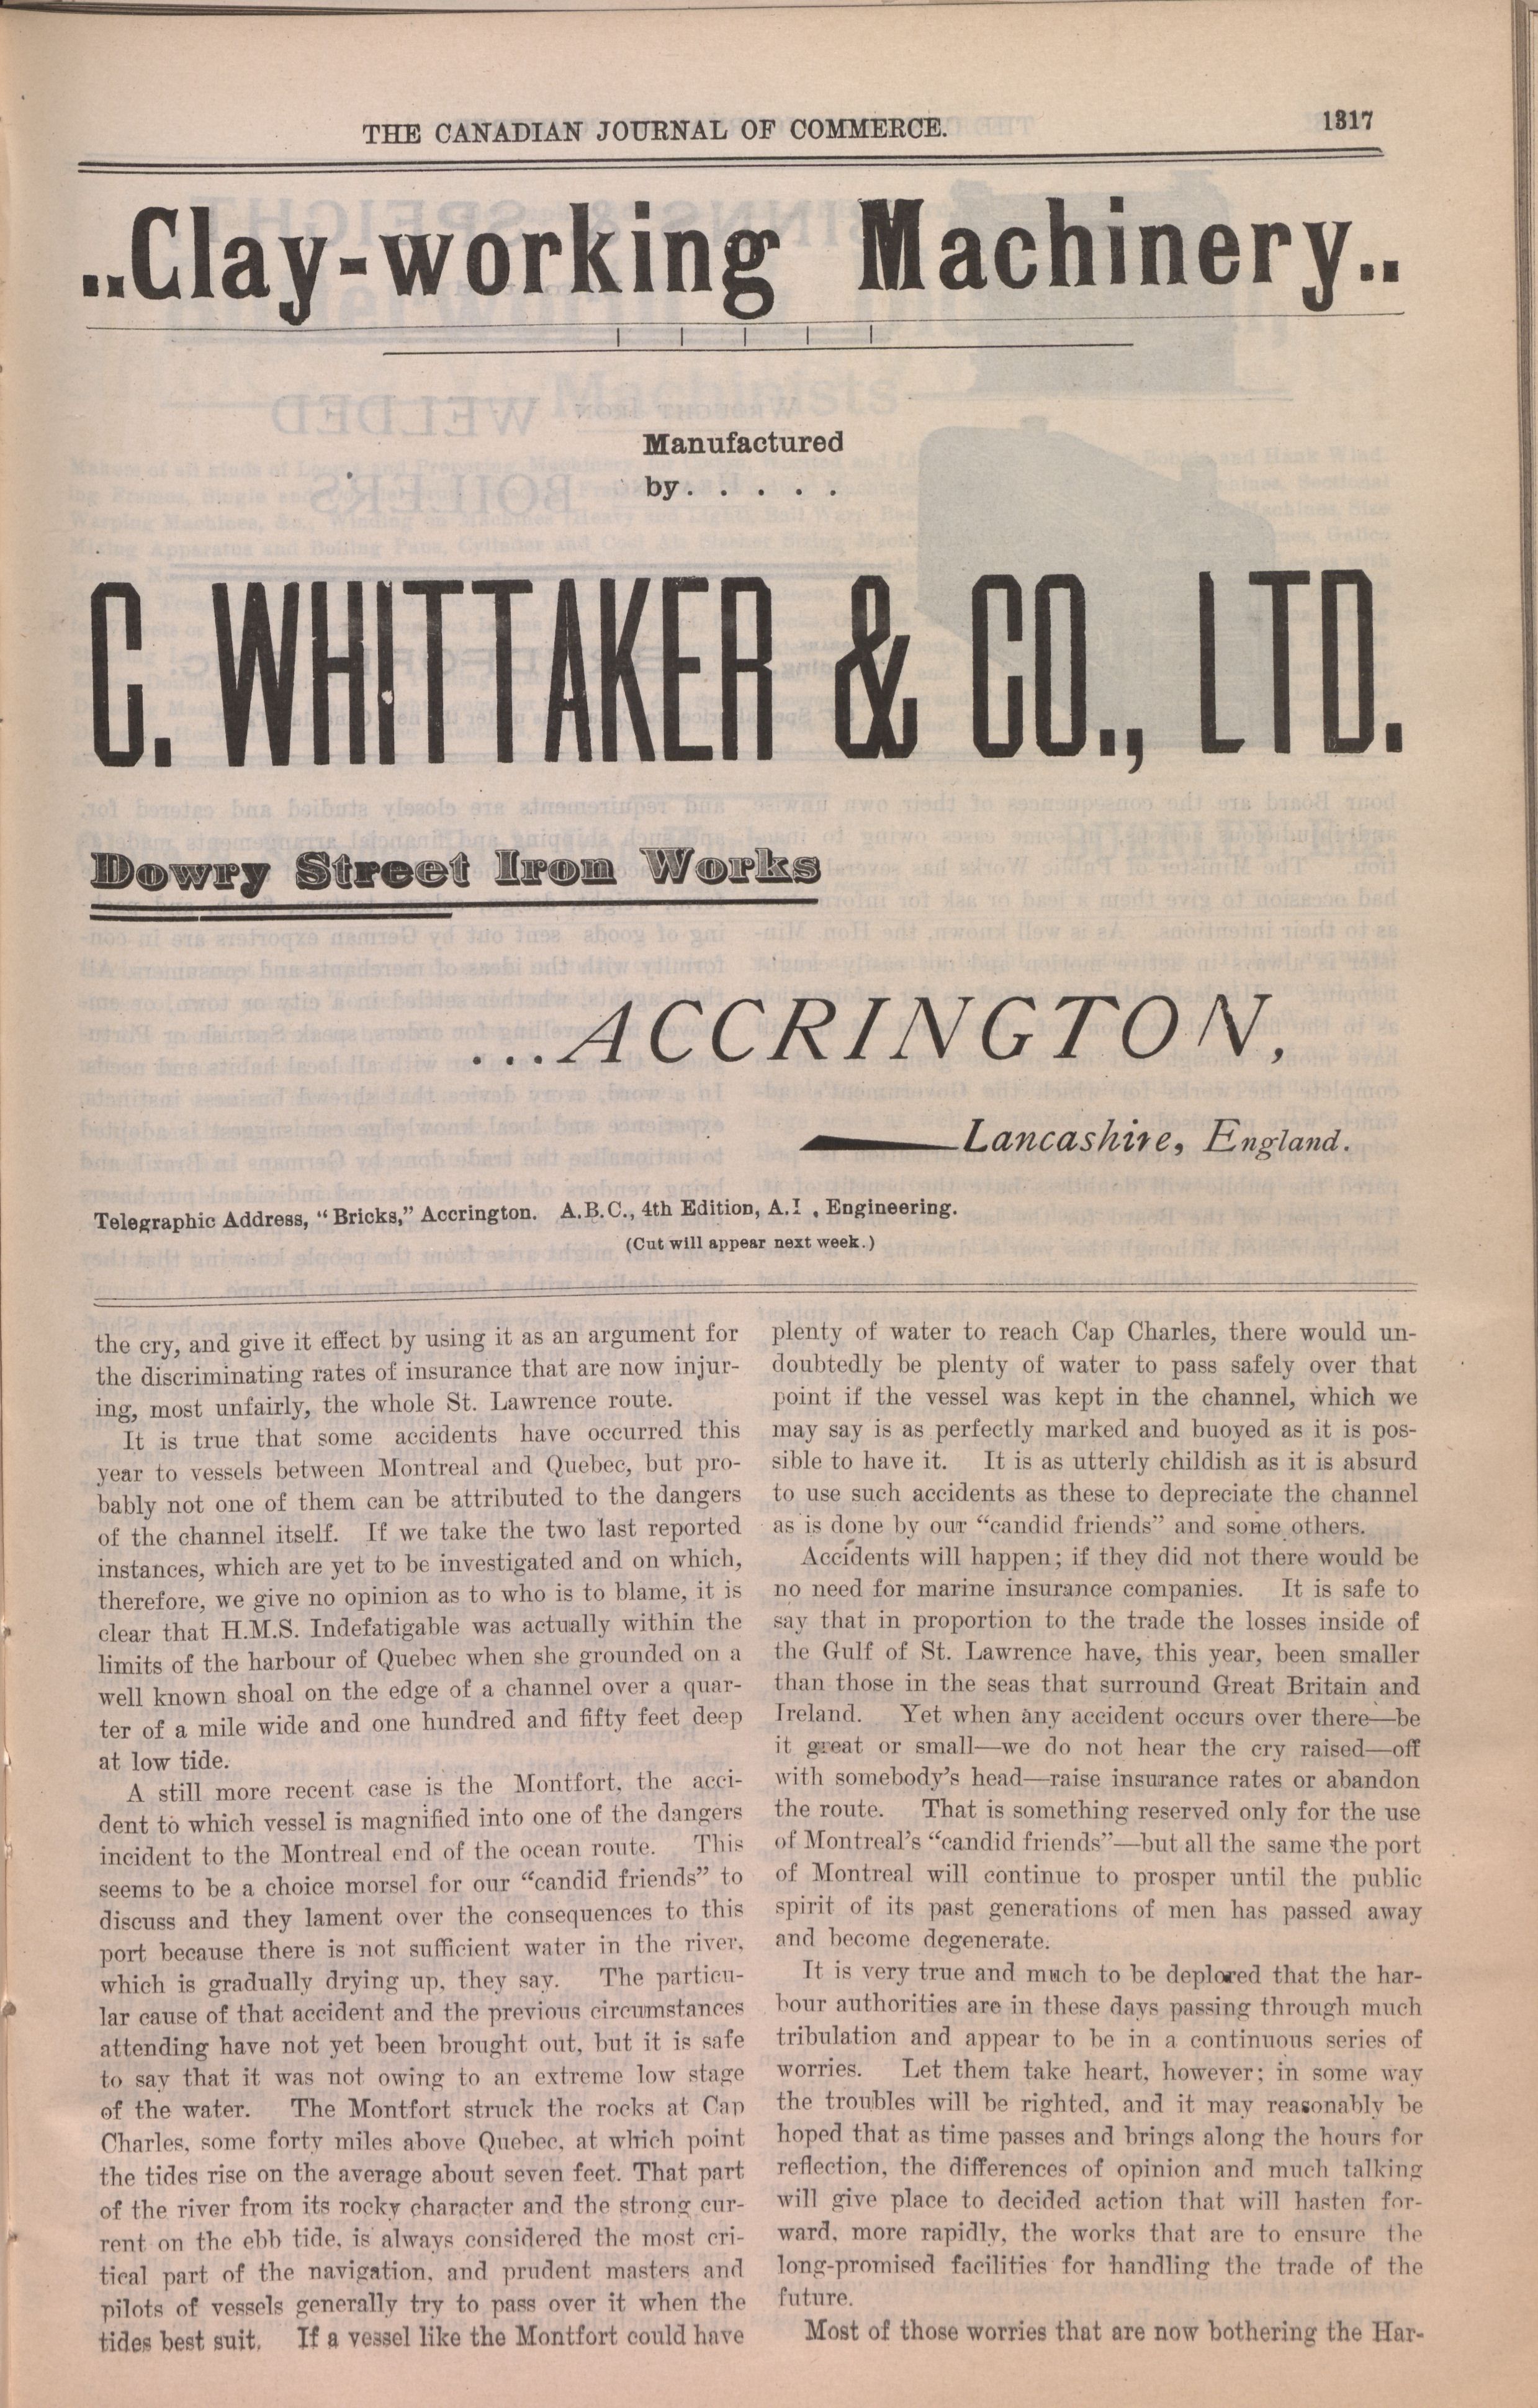 THE CANADIAN JOURNAL OF COMMERCE.
1317
..Clay-working Machinery..
Manufactured
by. . . . .
C. WHITTAKER & CO., LTD.
Dowry Street Iron Works
...ACCRINGTON,
Lancashire, England.
Telegraphic Address, "Bricks," Accrington. A.B.C., 4th Edition, A.I , Engineering.
(Cut will appear next week.)
the cry, and give it effect by using it as an argument for
the discriminating rates of insurance that are now injur-
ing, most unfairly, the whole St. Lawrence route.
It is true that some accidents have occurred this
year to vessels between Montreal and Quebec, but pro-
bably not one of them can be attributed to the dangers
of the channel itself. If we take the two last reported
instances, which are yet to be investigated and on which,
therefore, we give no opinion as to who is to blame, it is
clear that H.M.S. Indefatigable was actually within the
limits of the harbour of Quebec when she grounded on a
well known shoal on the edge of a channel over a quar-
ter of a mile wide and one hundred and fifty feet deep
at low tide.
A still more recent case is the Montfort, the acci-
dent to which vessel is magnified into one of the dangers
incident to the Montreal end of the ocean route. This
seems to be a choice morsel for our "candid friends" to
discuss and they lament over the consequences to this
port because there is not sufficient water in the river,
which is gradually drying up, they say. The particu-
lar cause of that accident and the previous circumstances
attending have not yet been brought out, but it is safe
to say that it was not owing to an extreme low stage
of the water. The Montfort struck the rocks at Cap
Charles, some forty miles above Quebec, at which point
the tides rise on the average about seven feet. That part
of the river from its rocky character and the strong cur-
rent on the ebb tide, is always considered the most cri-
tical part of the navigation, and prudent masters and
pilots of vessels generally try to pass over it when the
tides best suit. If a vessel like the Montfort could have
plenty of water to reach Cap Charles, there would un-
doubtedly be plenty of water to pass safely over that
point if the vessel was kept in the channel, which we
may say is as perfectly marked and buoyed as it is pos-
sible to have it. It is as utterly childish as it is absurd
to use such accidents as these to depreciate the channel
as is done by our "candid friends" and some others.
Accidents will happen; if they did not there would be
no need for marine insurance companies. It is safe to
say that in proportion to the trade the losses inside of
the Gulf of St. Lawrence have, this year, been smaller
than those in the seas that surround Great Britain and
Ireland. Yet when any accident occurs over there—be
it great or small—we do not hear the cry raised—off
with somebody's head—raise insurance rates or abandon
the route. That is something reserved only for the use
of Montreal's "candid friends"—but all the same the port
of Montreal will continue to prosper until the public
spirit of its past generations of men has passed away
and become degenerate.
It is very true and much to be deplored that the har-
bour authorities are in these days passing through much
tribulation and appear to be in a continuous series of
worries. Let them take heart, however; in some way
the troubles will be righted, and it may reasonably be
hoped that as time passes and brings along the hours for
reflection, the differences of opinion and much talking
will give place to decided action that will hasten for-
ward, more rapidly, the works that are to ensure the
long-promised facilities for handling the trade of the
future.
Most of those worries that are now bothering the Har-